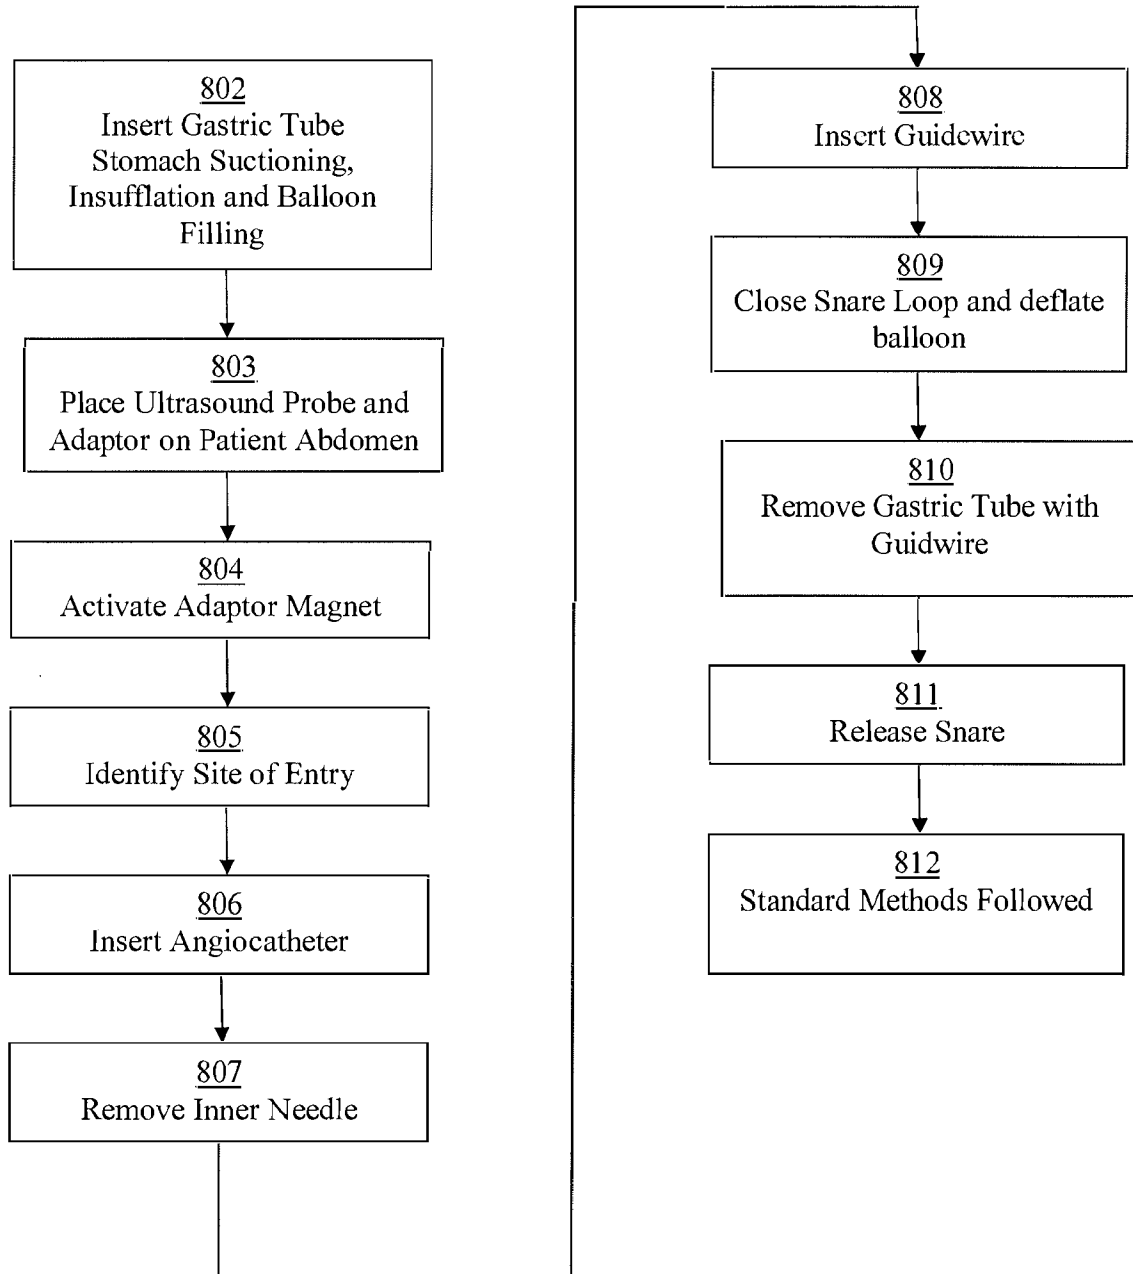 802
Insert Gastric Tube
Stomach Suctioning,
Insufflation and Balloon
Filling
803
Place Ultrasound Probe and
Adaptor on Patient Abdomen
804
Activate Adaptor Magnet
805
Identify Site of Entry
806
Insert Angiocatheter
807
Remove Inner Needle
808
Insert Guidewire
809
Close Snare Loop and deflate
balloon
810
Remove Gastric Tube with
Guidwire
811
Release Snare
812
Standard Methods Followed